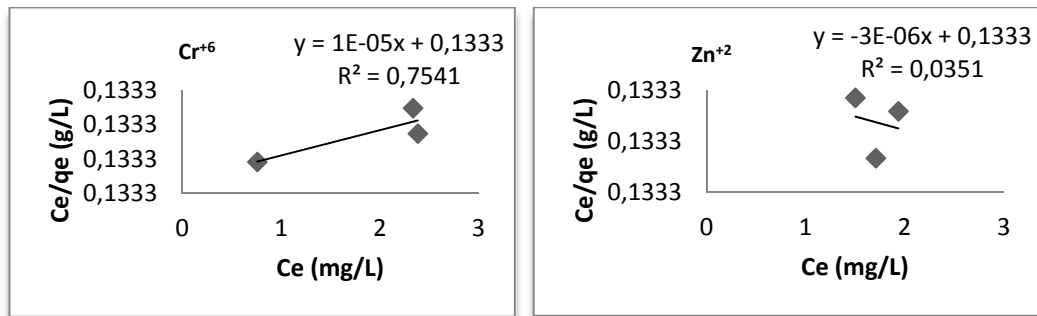 Cr+6
y = 1E-05x + 0,1333
R² = 0,7541
Ce/qe (g/L)
0,1333
0,1333
0,1333
0,1333
0 1 2 3
Ce (mg/L)
Zn+2
y = -3E-06x + 0,1333
R² = 0,0351
Ce/qe (g/L)
0,1333
0,1333
0,1333
0 1 2 3
Ce (mg/L)